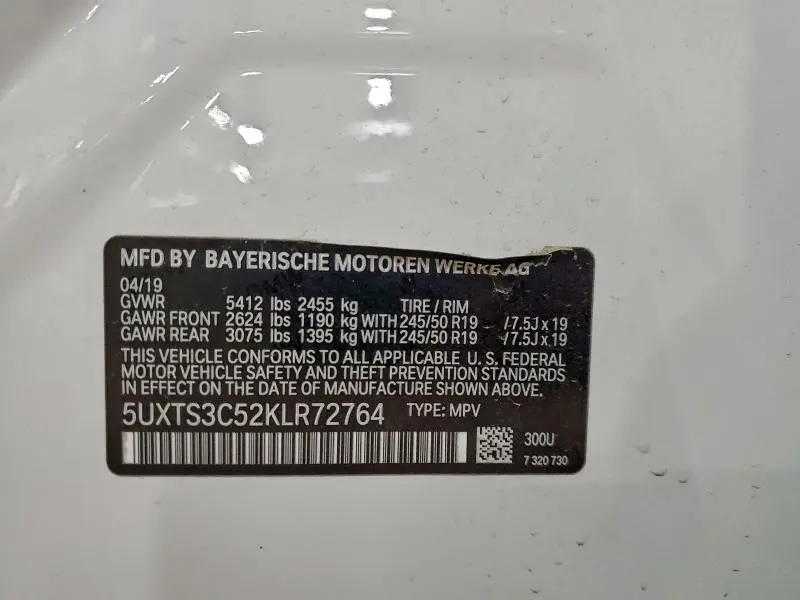 MFD BY BAYERISCHE MOTOREN WERKE AG
04/19
GVWR 5412 lbs 2455 kg TIRE / RIM
GAWR FRONT 2624 lbs 1190 kg WITH 245/50 R19 /7.5J x 19
GAWR REAR 3075 lbs 1395 kg WITH 245/50 R19 /7.5J x 19
THIS VEHICLE CONFORMS TO ALL APPLICABLE U. S. FEDERAL
MOTOR VEHICLE SAFETY AND THEFT PREVENTION STANDARDS
IN EFFECT ON THE DATE OF MANUFACTURE SHOWN ABOVE.
5UXTS3C52KLR72764 TYPE: MPV
300U
7 320 730